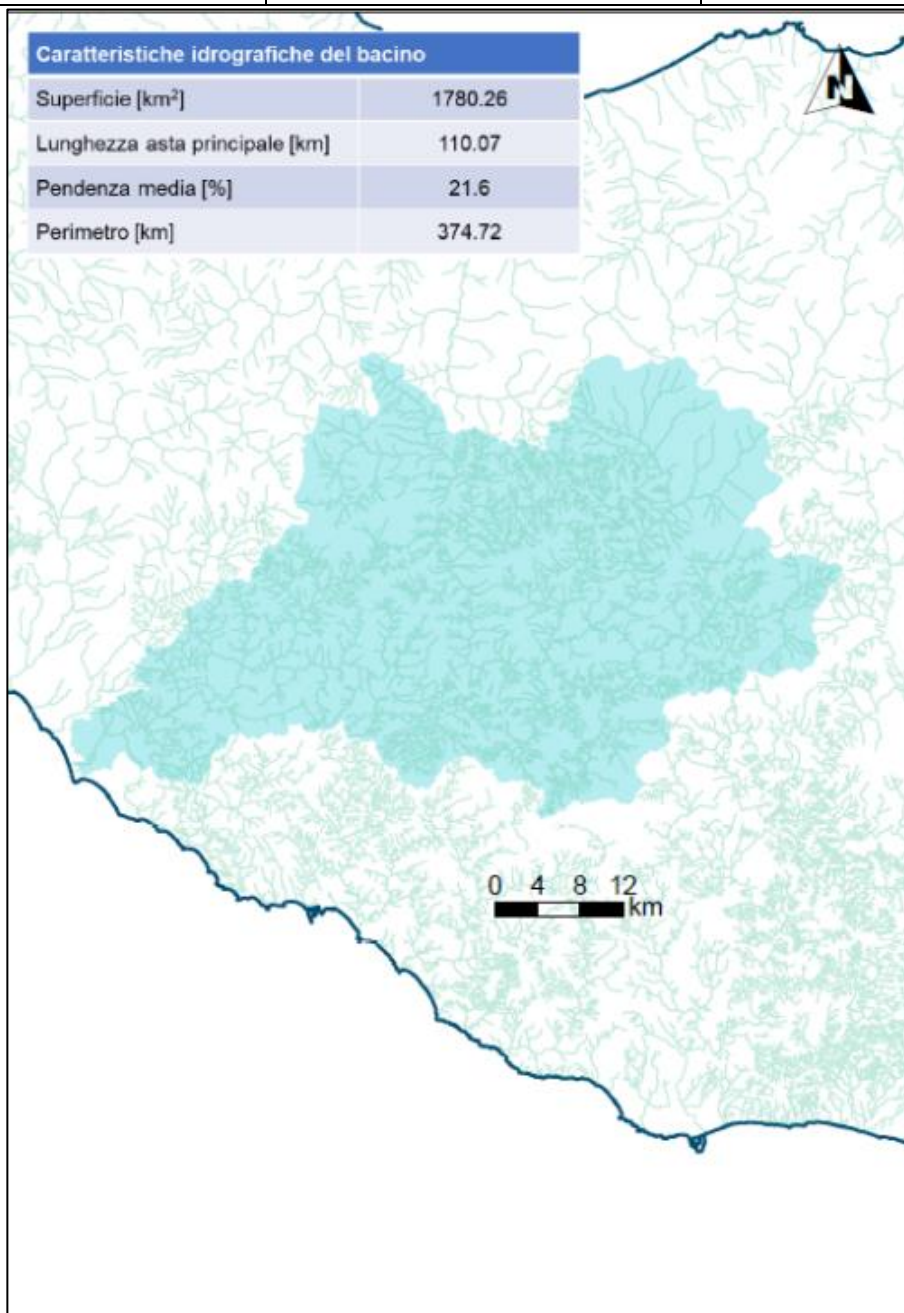 Caratteristiche idrografiche del bacino
Superficie [km²] 1780.26
Lunghezza asta principale [km] 110.07
Pendenza media [%] 21.6
Perimetro [km] 374.72
N
0 4 8 12
km